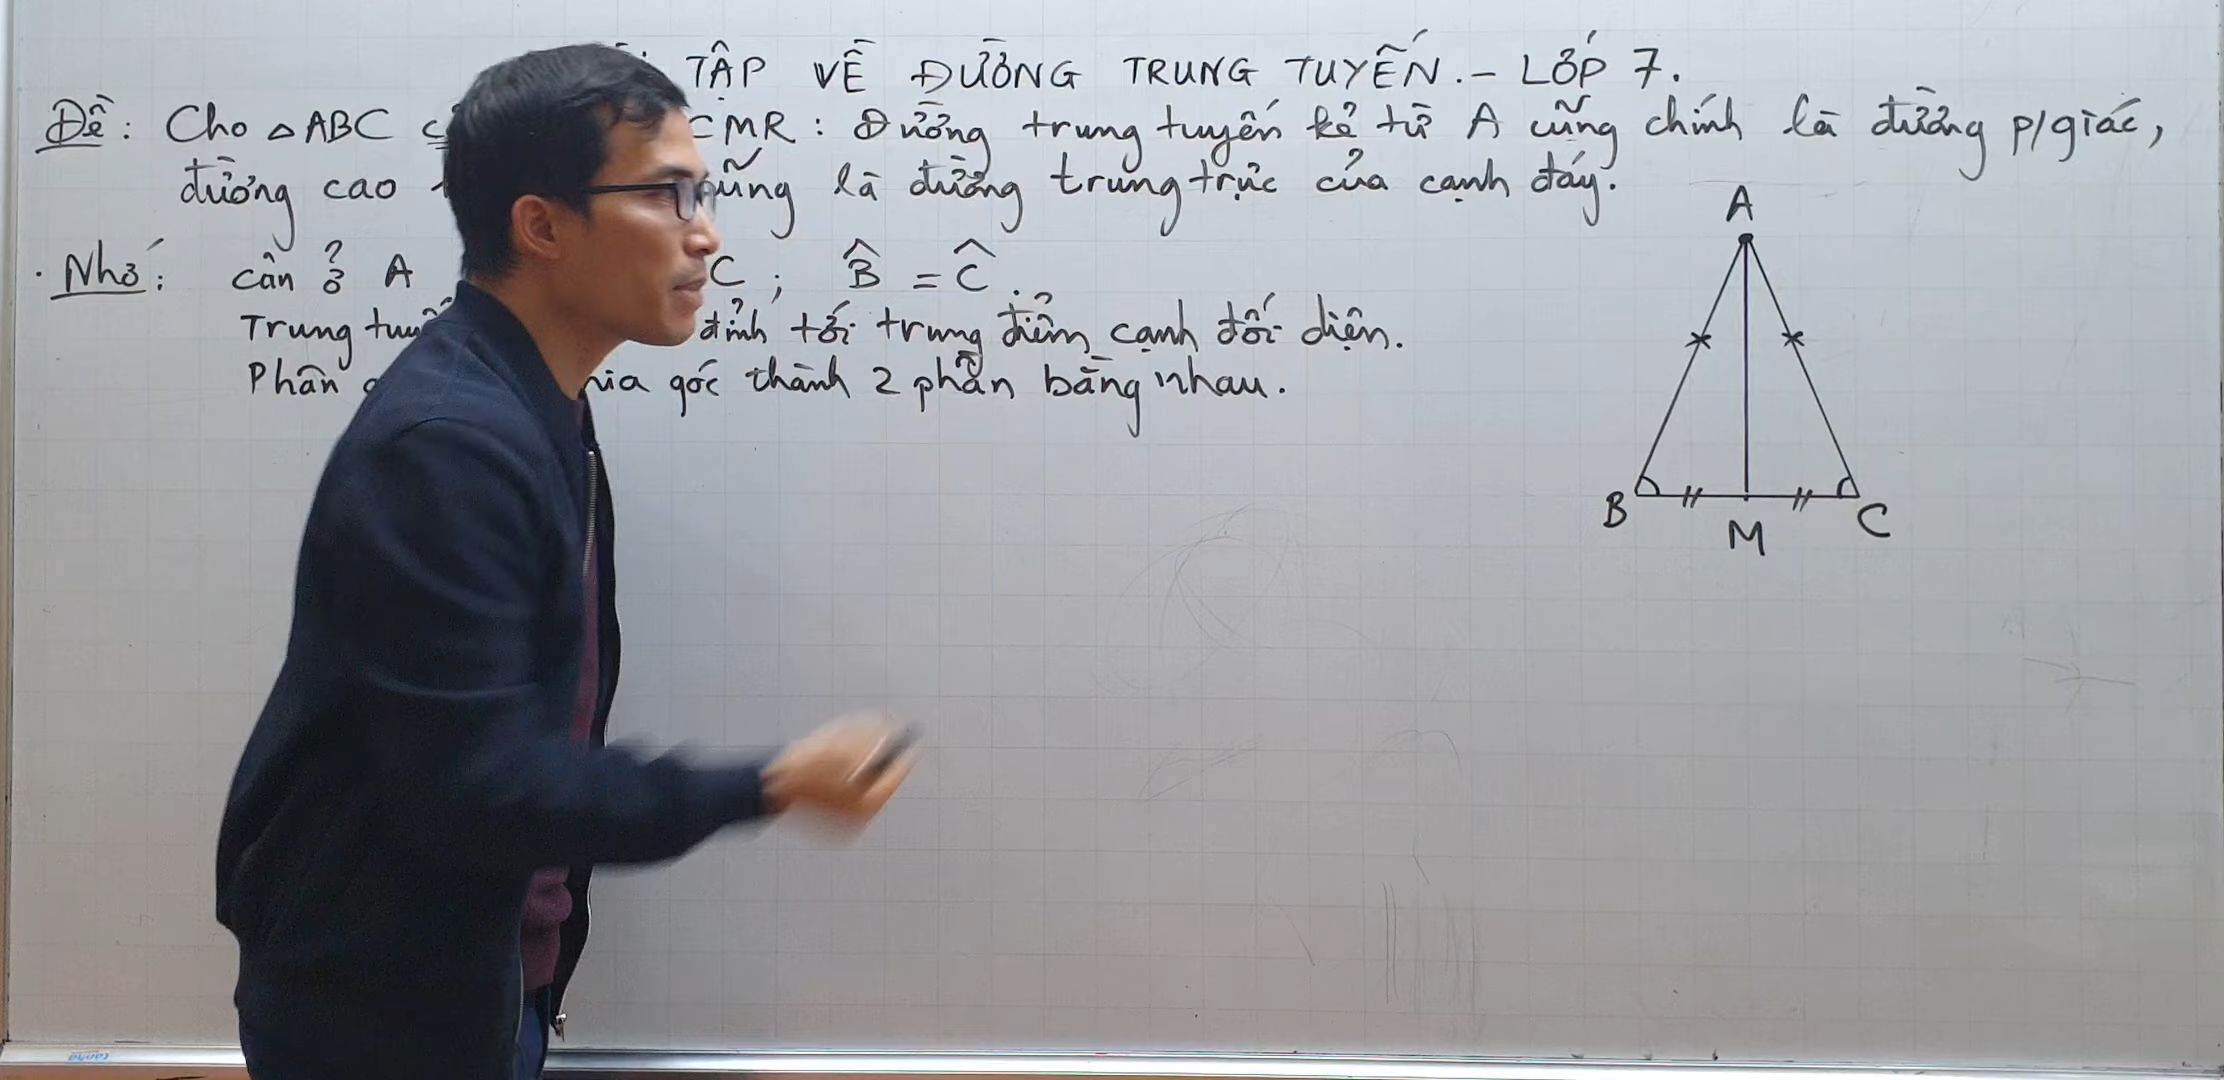 TẬP VỀ ĐƯỜNG TRUNG TUYẾN. - LỚP 7.
Đề: Cho △ABC CMR: Đường trung tuyến kẻ từ A cũng chính là đường p/giác,
đường cao cũng là đường trung trực của cạnh đáy.
. Nhớ: cân ở A C ; B̂ = Ĉ.
Trung đỉnh tới trung điểm cạnh đối diện.
Phân góc thành 2 phần bằng nhau.
A
B
M
C